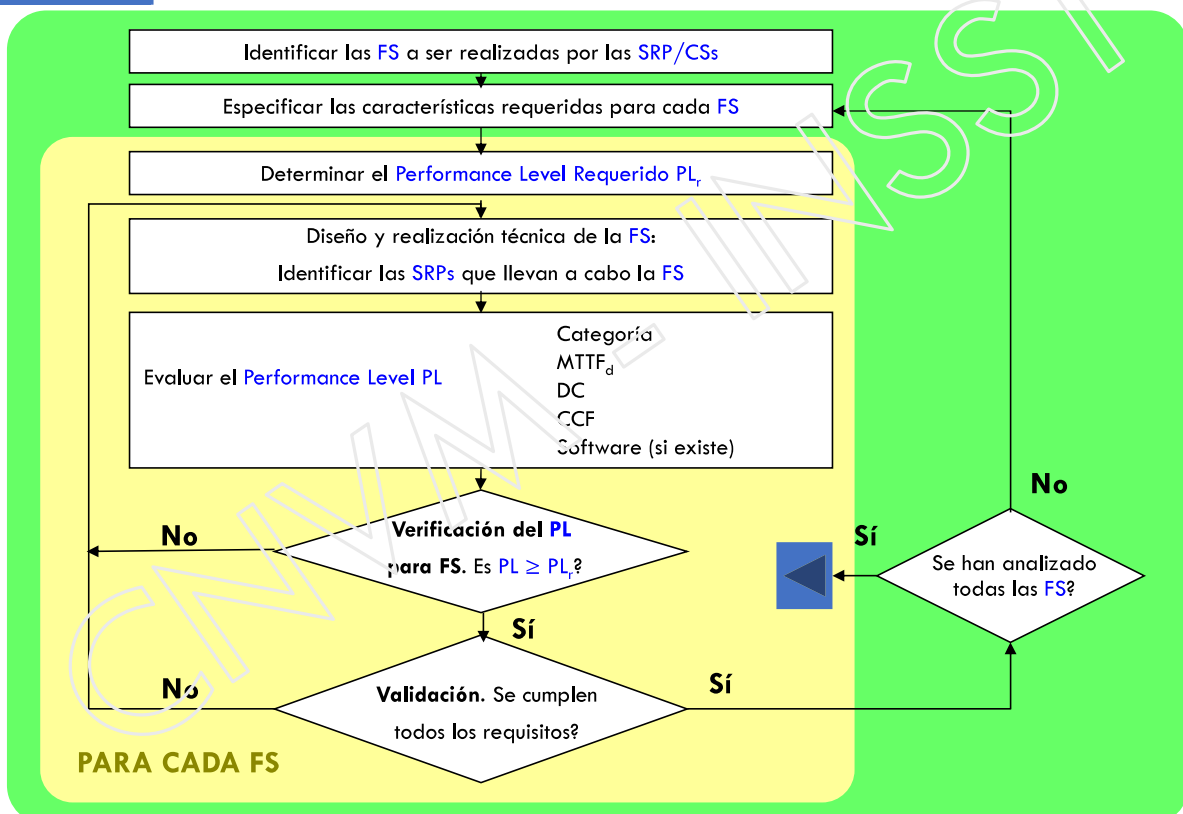 Identificar las FS a ser realizadas por las SRP/CSs
Especificar las características requeridas para cada FS
Determinar el Performance Level Requerido PLr
Diseño y realización técnica de la FS:
Identificar las SRPs que llevan a cabo la FS
Evaluar el Performance Level PL
Categoría
MTTFd
DC
CCF
Software (si existe)
Verificación del PL
para FS. Es PL ≥ PLr?
No
Sí
Validación. Se cumplen
todos los requisitos?
No
Sí
Se han analizado
todas las FS?
Sí
No
PARA CADA FS
CNVM - INSST